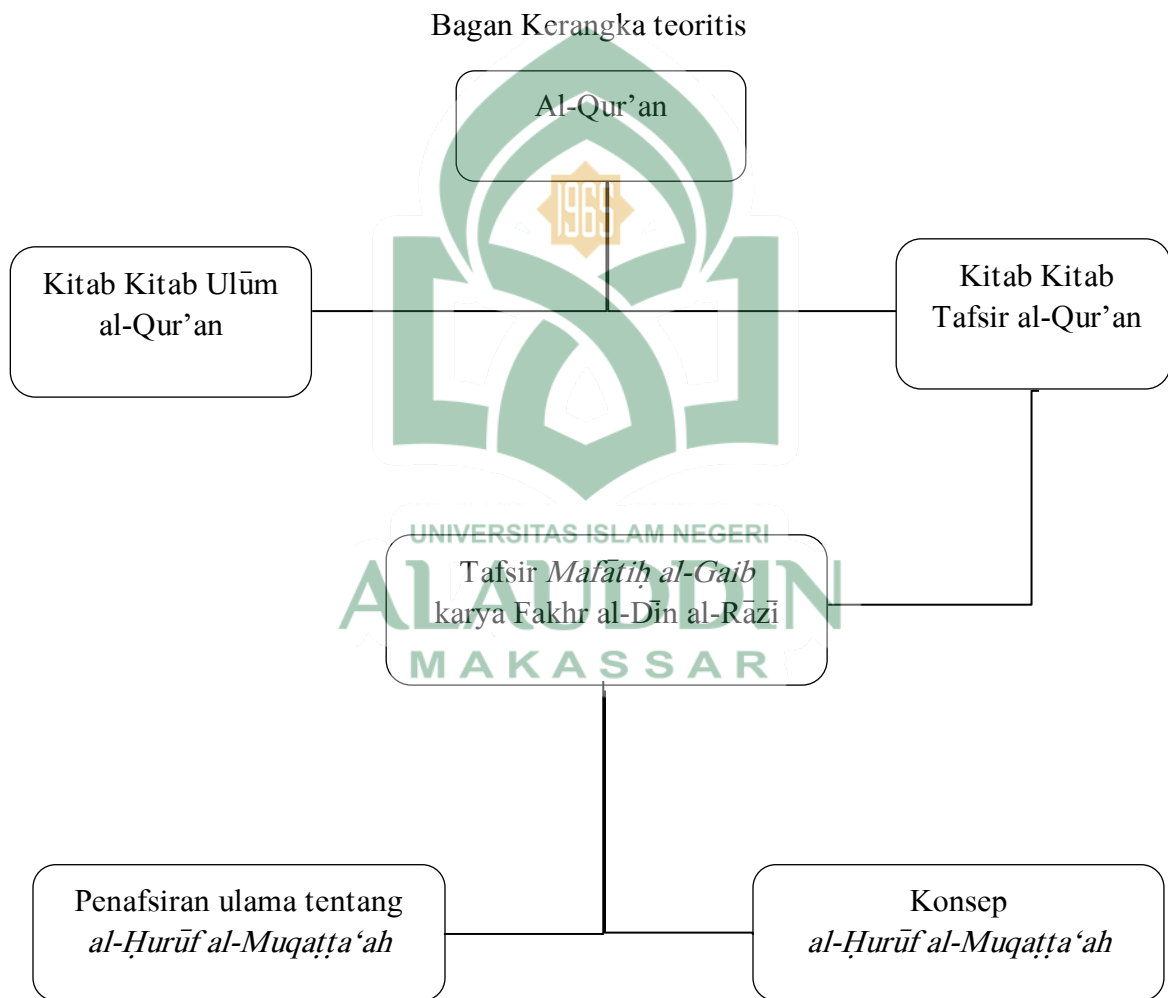 Bagan Kerangka teoritis
Al-Qur’an
1965
Kitab Kitab Ulūm
al-Qur’an
Kitab Kitab
Tafsir al-Qur’an
UNIVERSITAS ISLAM NEGERI
ALAUDDIN
MAKASSAR
Tafsir Mafātiḥ al-Gaib
karya Fakhr al-Dīn al-Rāzī
Penafsiran ulama tentang
al-Ḥurūf al-Muqaṭṭa‘ah
Konsep
al-Ḥurūf al-Muqaṭṭa‘ah